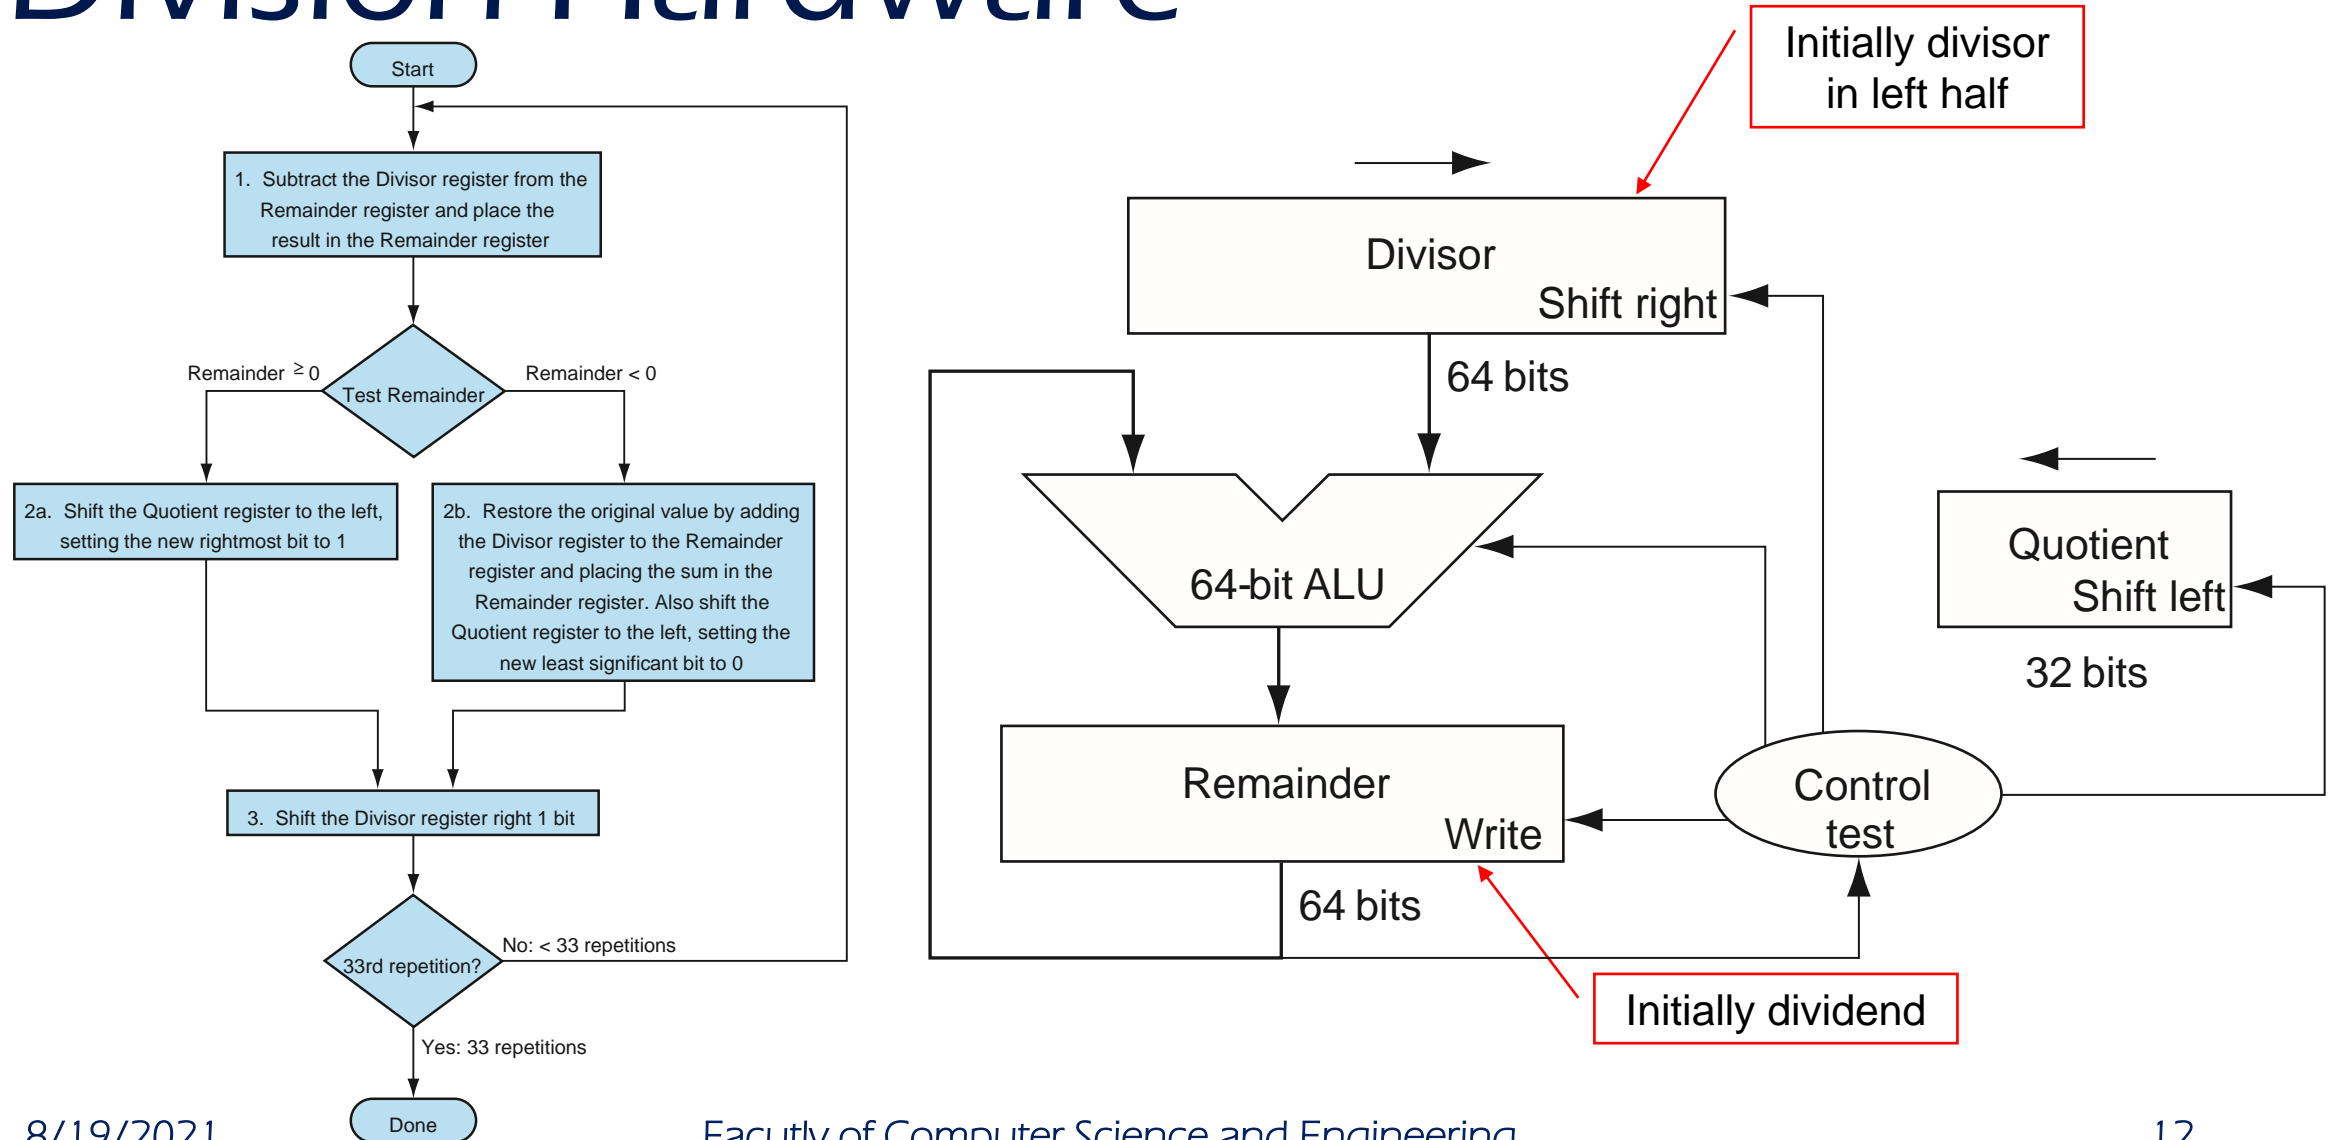 Division Hardware
Start
1. Subtract the Divisor register from the
Remainder register and place the
result in the Remainder register
Remainder ≥ 0
Test Remainder
Remainder < 0
2a. Shift the Quotient register to the left,
setting the new rightmost bit to 1
2b. Restore the original value by adding
the Divisor register to the Remainder
register and placing the sum in the
Remainder register. Also shift the
Quotient register to the left, setting the
new least significant bit to 0
3. Shift the Divisor register right 1 bit
33rd repetition?
No: < 33 repetitions
Yes: 33 repetitions
Done
Initially divisor
in left half
Divisor
Shift right
64 bits
64-bit ALU
Quotient
Shift left
32 bits
Remainder
Write
64 bits
Control
test
Initially dividend
8/19/2021
Facutly of Computer Science and Engineering
12